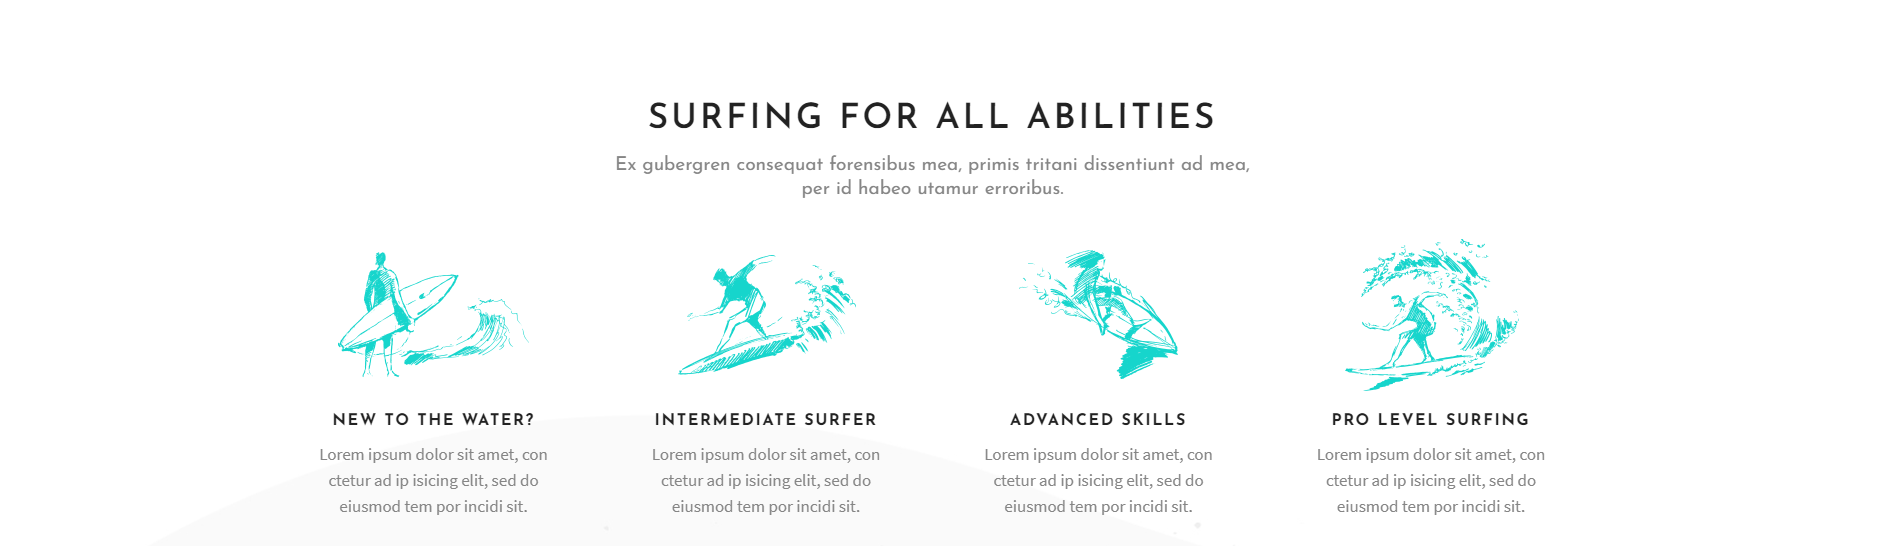 SURFING FOR ALL ABILITIES
Ex gubergren consequat forensibus mea, primis tritani dissentiunt ad mea,
per id habeo utamur erroribus.
NEW TO THE WATER?
Lorem ipsum dolor sit amet, con
ctetur ad ip isicing elit, sed do
eiusmod tem por incidi sit.
INTERMEDIATE SURFER
Lorem ipsum dolor sit amet, con
ctetur ad ip isicing elit, sed do
eiusmod tem por incidi sit.
ADVANCED SKILLS
Lorem ipsum dolor sit amet, con
ctetur ad ip isicing elit, sed do
eiusmod tem por incidi sit.
PRO LEVEL SURFING
Lorem ipsum dolor sit amet, con
ctetur ad ip isicing elit, sed do
eiusmod tem por incidi sit.